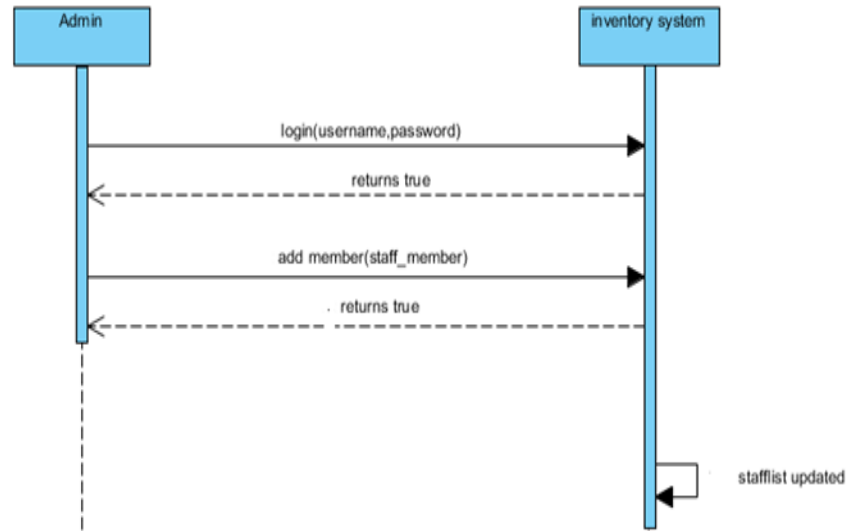 Admin
inventory system
login(username,password)
returns true
add member(staff_member)
returns true
stafflist updated